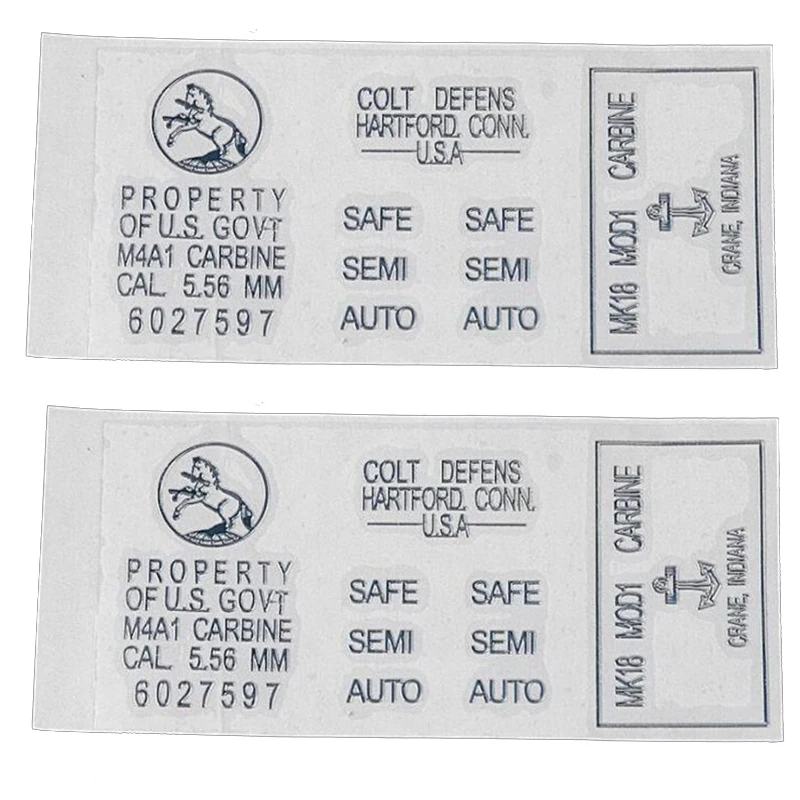 COLT DEFENS
HARTFORD. CONN.
U.S.A
PROPERTY
OF U.S. GOV'T
M4A1 CARBINE
CAL. 5.56 MM
6027597
SAFE SAFE
SEMI SEMI
AUTO AUTO
MK18 MOD1 CARBINE
CRANE, INDIANA
COLT DEFENS
HARTFORD. CONN.
U.S.A
PROPERTY
OF U.S. GOV'T
M4A1 CARBINE
CAL. 5.56 MM
6027597
SAFE SAFE
SEMI SEMI
AUTO AUTO
MK18 MOD1 CARBINE
CRANE, INDIANA